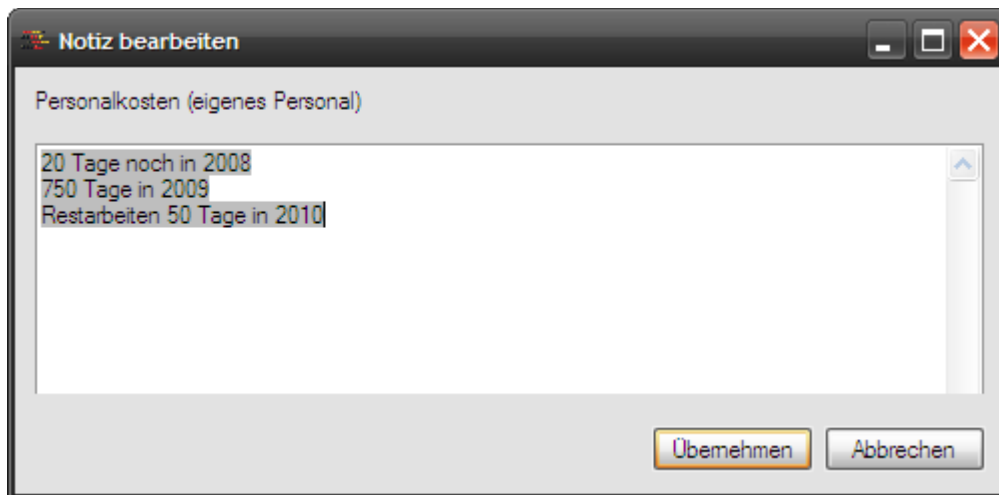 Notiz bearbeiten
Personalkosten (eigenes Personal)
20 Tage noch in 2008
750 Tage in 2009
Restarbeiten 50 Tage in 2010
Übernehmen
Abbrechen